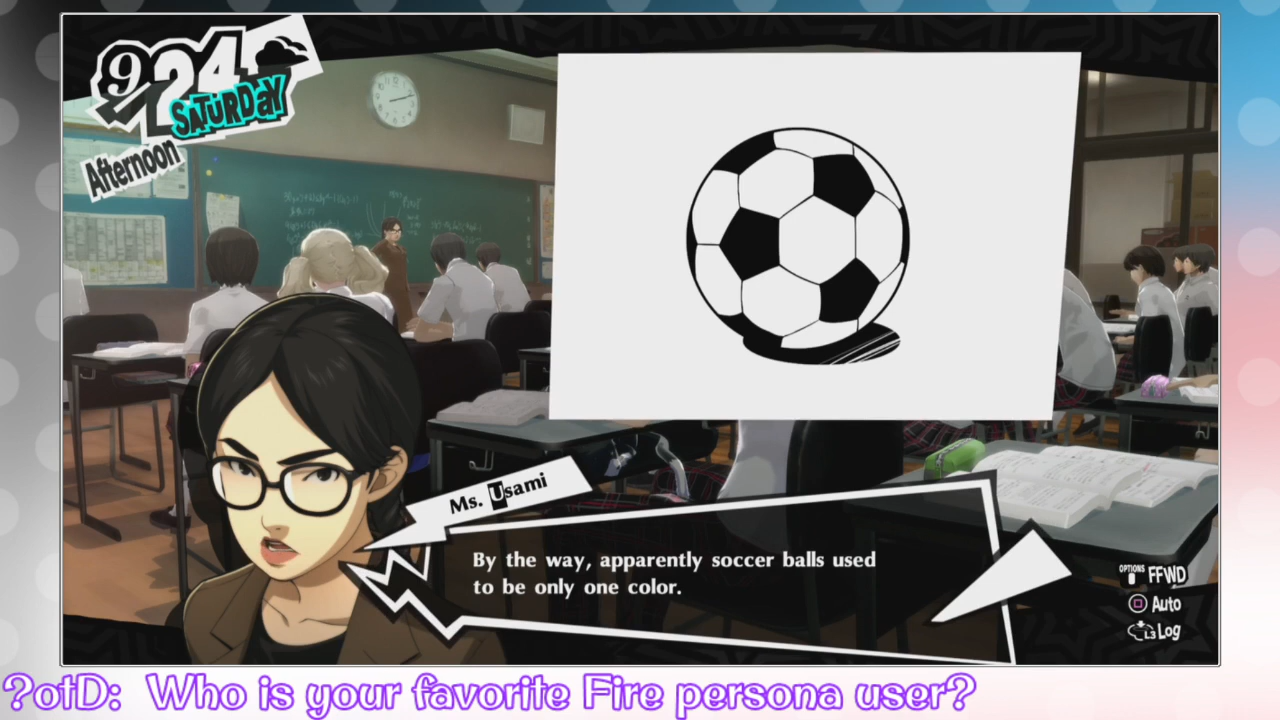 9/24
SATURDAY
Afternoon
Ms. Usami
By the way, apparently soccer balls used
to be only one color.
OPTIONS FFWD
Auto
L3 Log
?otD: Who is your favorite Fire persona user?